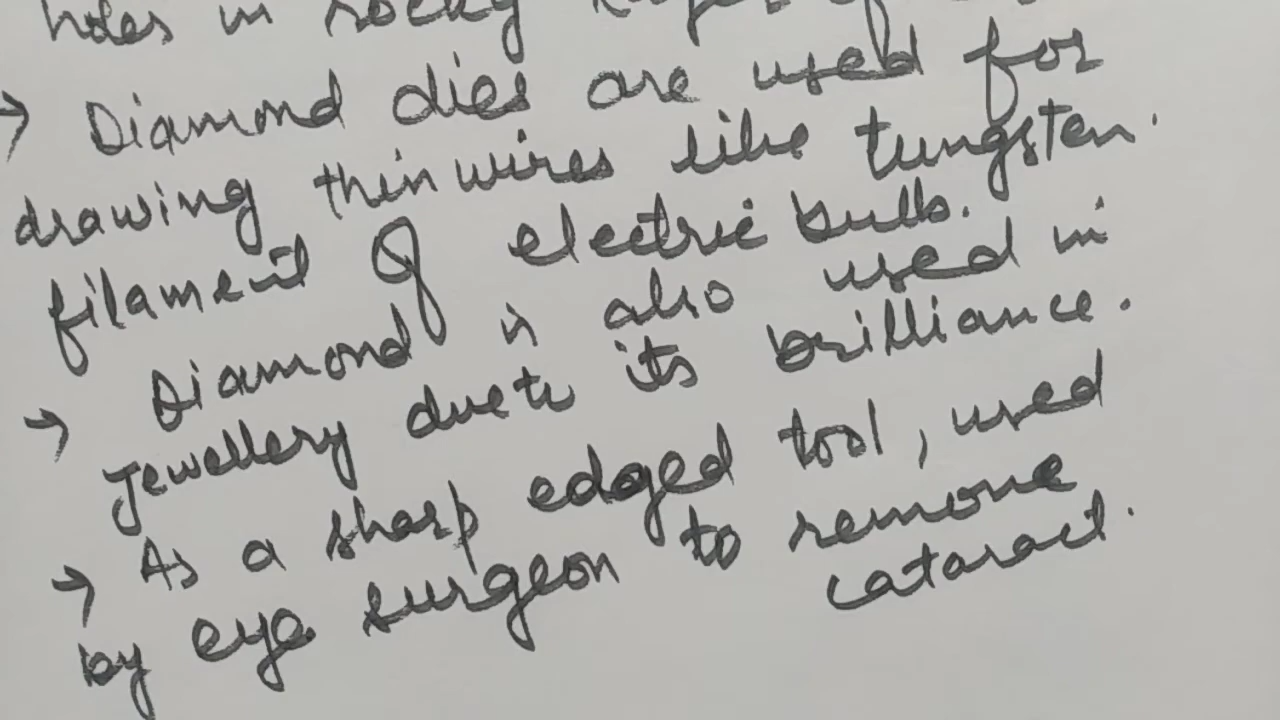 holes in rocky
→ Diamond dies are used for
drawing thin wires like tungsten.
filament of electric bulb.
→ Diamond is also used in
jewellery due to its brilliance.
→ As a sharp edged tool, used
by eye surgeon to remove
cataract.